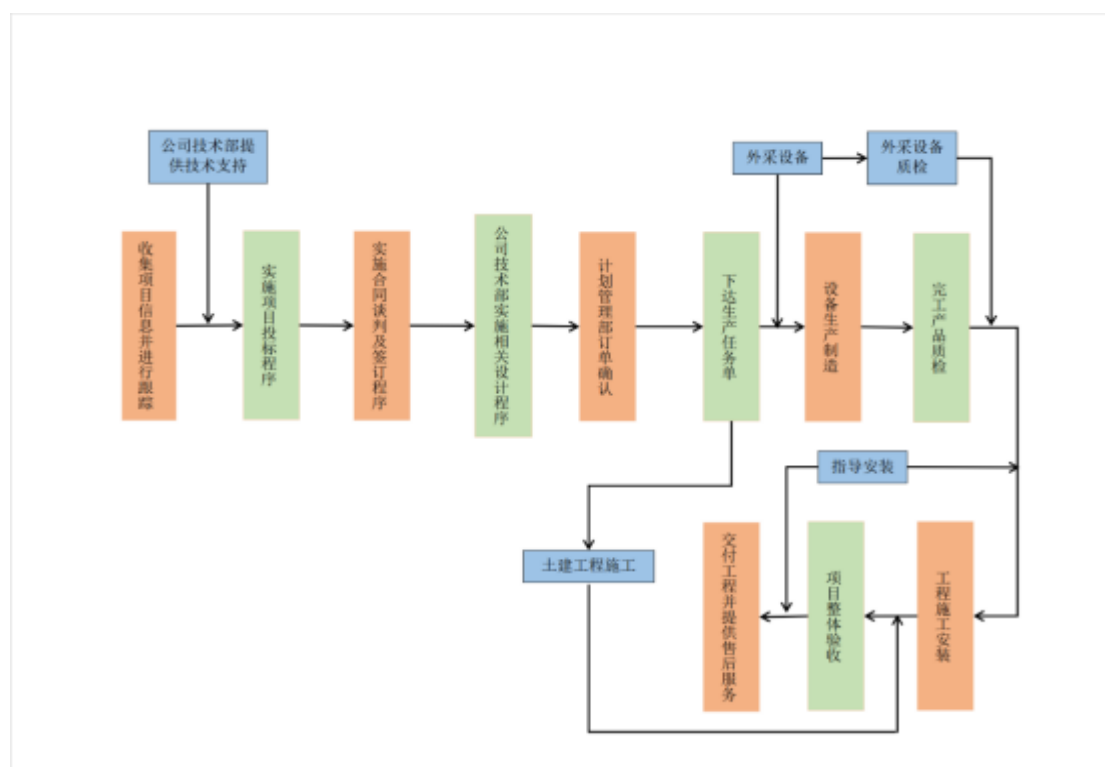 公司技术部提
供技术支持
外采设备
外采设备
质检
收集项目信息并进行跟踪
实施项目投标程序
实施合同谈判及签订程序
公司技术部实施相关设计程序
计划管理部订单确认
下达生产任务单
设备生产制造
完工产品质检
指导安装
土建工程施工
交付工程并提供售后服务
项目整体验收
工程施工安装